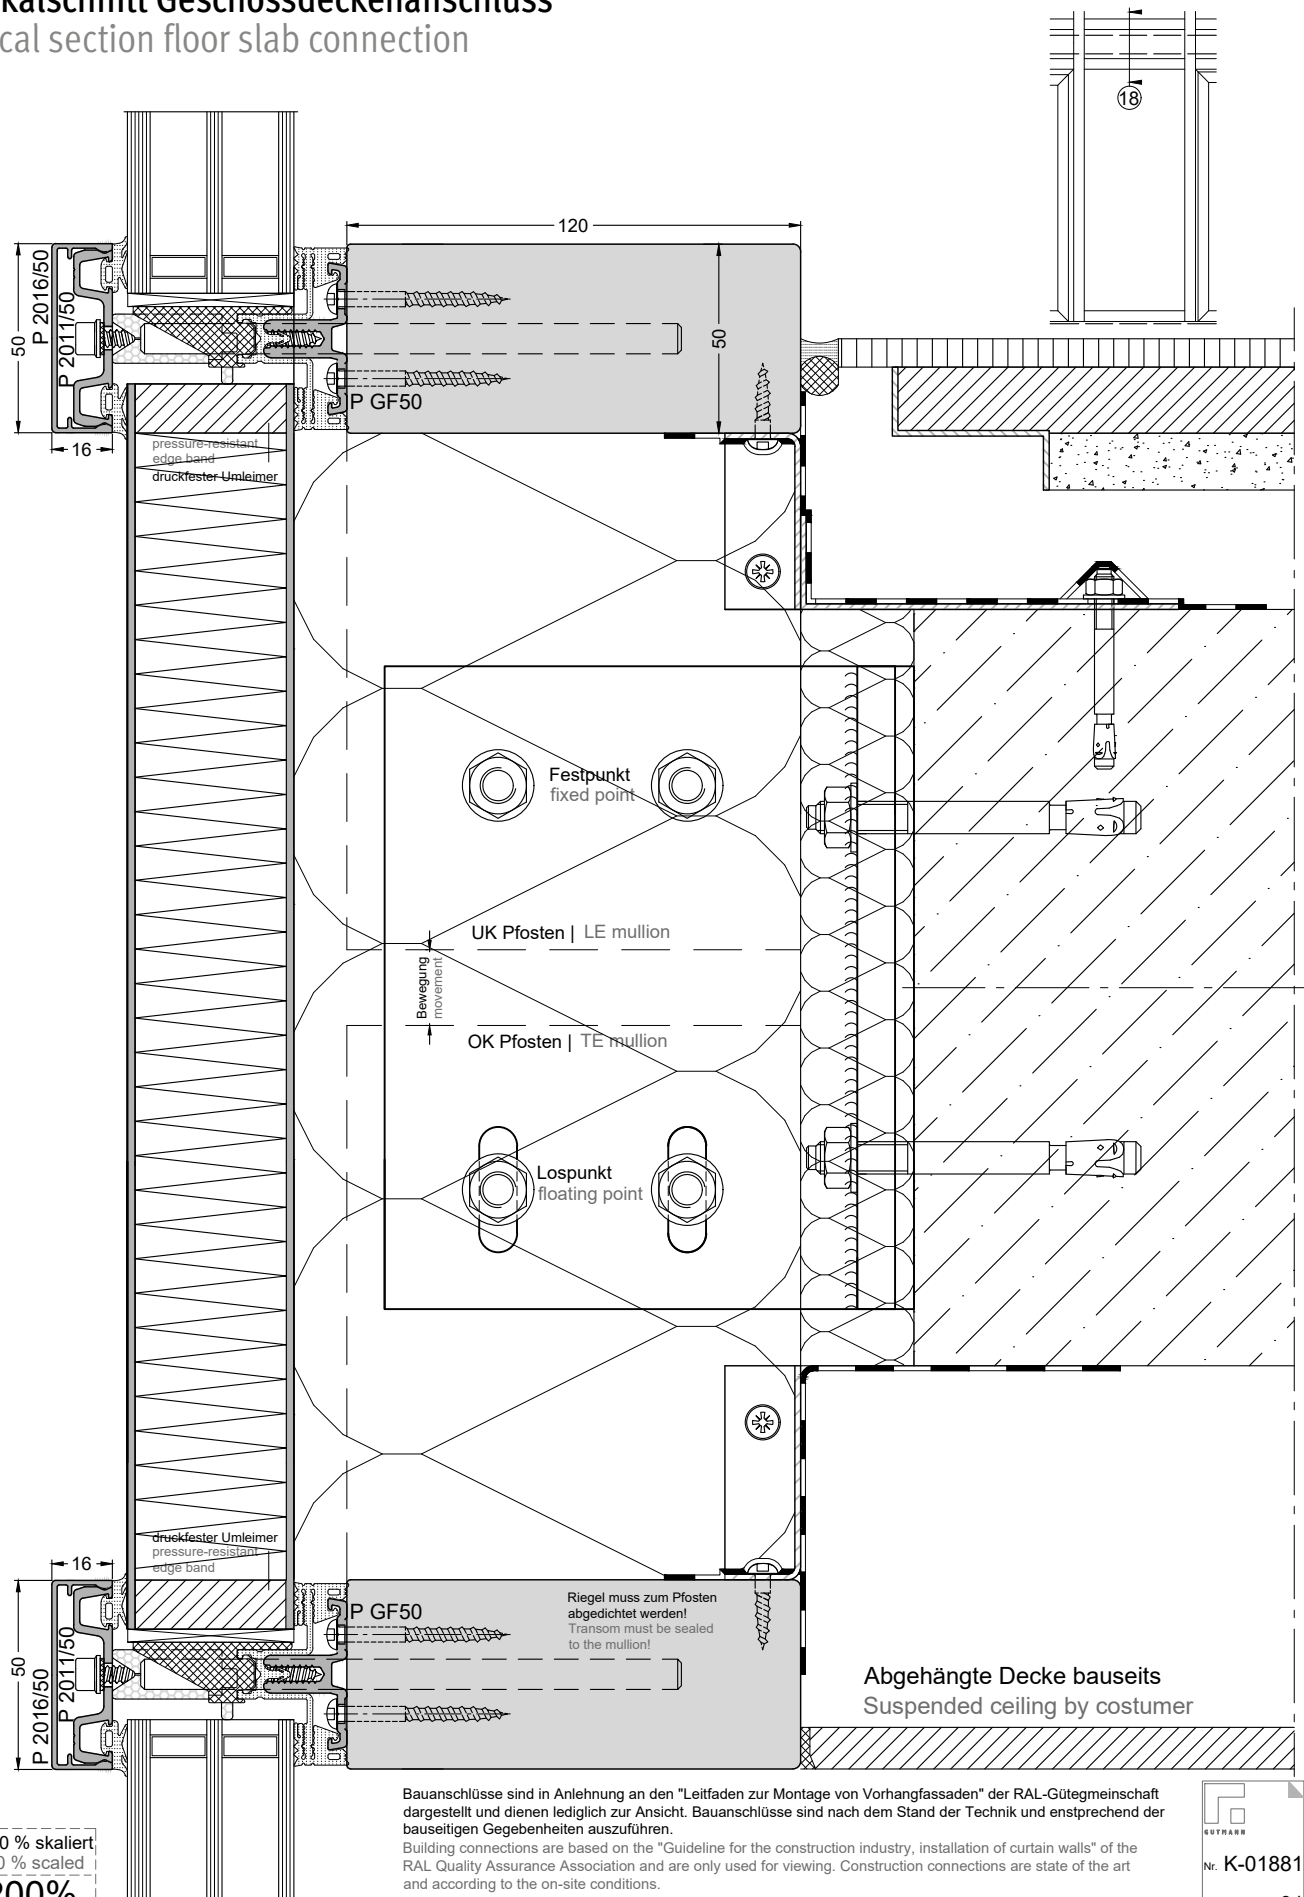 kalschnitt Geschossdeckenanschluss
cal section floor slab connection
18
120
50
P 2016/50
P 2011/50
50
P GF50
16
pressure-resistant
edge band
druckfester Umleimer
Festpunkt
fixed point
UK Pfosten | LE mullion
Bewegung
movement
OK Pfosten | TE mullion
Lospunkt
floating point
druckfester Umleimer
pressure-resistant
edge band
16
P GF50
Riegel muss zum Pfosten
abgedichtet werden!
Transom must be sealed
to the mullion!
50
P 2016/50
P 2011/50
Abgehängte Decke bauseits
Suspended ceiling by costumer
Bauanschlüsse sind in Anlehnung an den "Leitfaden zur Montage von Vorhangfassaden" der RAL-Gütegmeinschaft
dargestellt und dienen lediglich zur Ansicht. Bauanschlüsse sind nach dem Stand der Technik und enstprechend der
bauseitigen Gegebenheiten auszuführen.
Building connections are based on the "Guideline for the construction industry, installation of curtain walls" of the
RAL Quality Assurance Association and are only used for viewing. Construction connections are state of the art
and according to the on-site conditions.
0 % skaliert
0 % scaled
200%
GUTMANN
Nr. K-01881